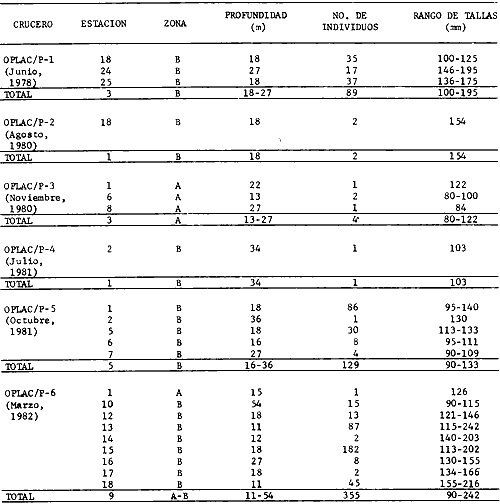 CRUCERO ESTACION ZONA PROFUNDIDAD (m) NO. DE INDIVIDUOS RANGO DE TALLAS (mm)
OPLAC/P-1 18 B 18 35 100-125
(Junio, 24 B 27 17 146-195
1978) 25 B 18 37 136-175
TOTAL 3 B 18-27 89 100-195
OPLAC/P-2 18 B 18 2 154
(Agosto,
1980)
TOTAL 1 B 18 2 154
OPLAC/P-3 1 A 22 1 122
(Noviembre, 6 A 13 2 80-100
1980) 8 A 27 1 84
TOTAL 3 A 13-27 4 80-122
OPLAC/P-4 2 B 34 1 103
(Julio,
1981)
TOTAL 1 B 34 1 103
OPLAC/P-5 1 B 18 86 95-140
(Octubre, 2 B 36 1 130
1981) 5 B 18 30 113-133
6 B 16 8 95-111
7 B 27 4 90-109
TOTAL 5 B 16-36 129 90-133
OPLAC/P-6 1 A 15 1 126
(Marzo, 10 B 54 15 90-115
1982) 12 B 18 13 121-146
13 B 11 87 115-242
14 B 12 2 140-203
15 B 18 182 113-202
16 B 27 8 130-155
17 B 18 2 134-166
18 B 11 45 155-216
TOTAL 9 A-B 11-54 355 90-242